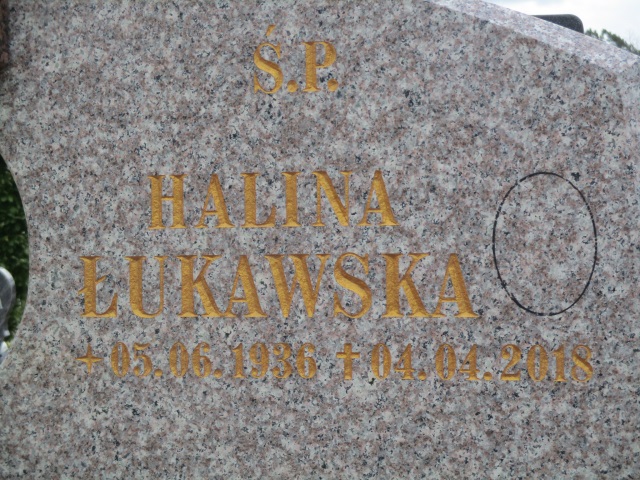 Ś.P.
HALINA
ŁUKAWSKA
+05.06.1936 ✝04.04.2018